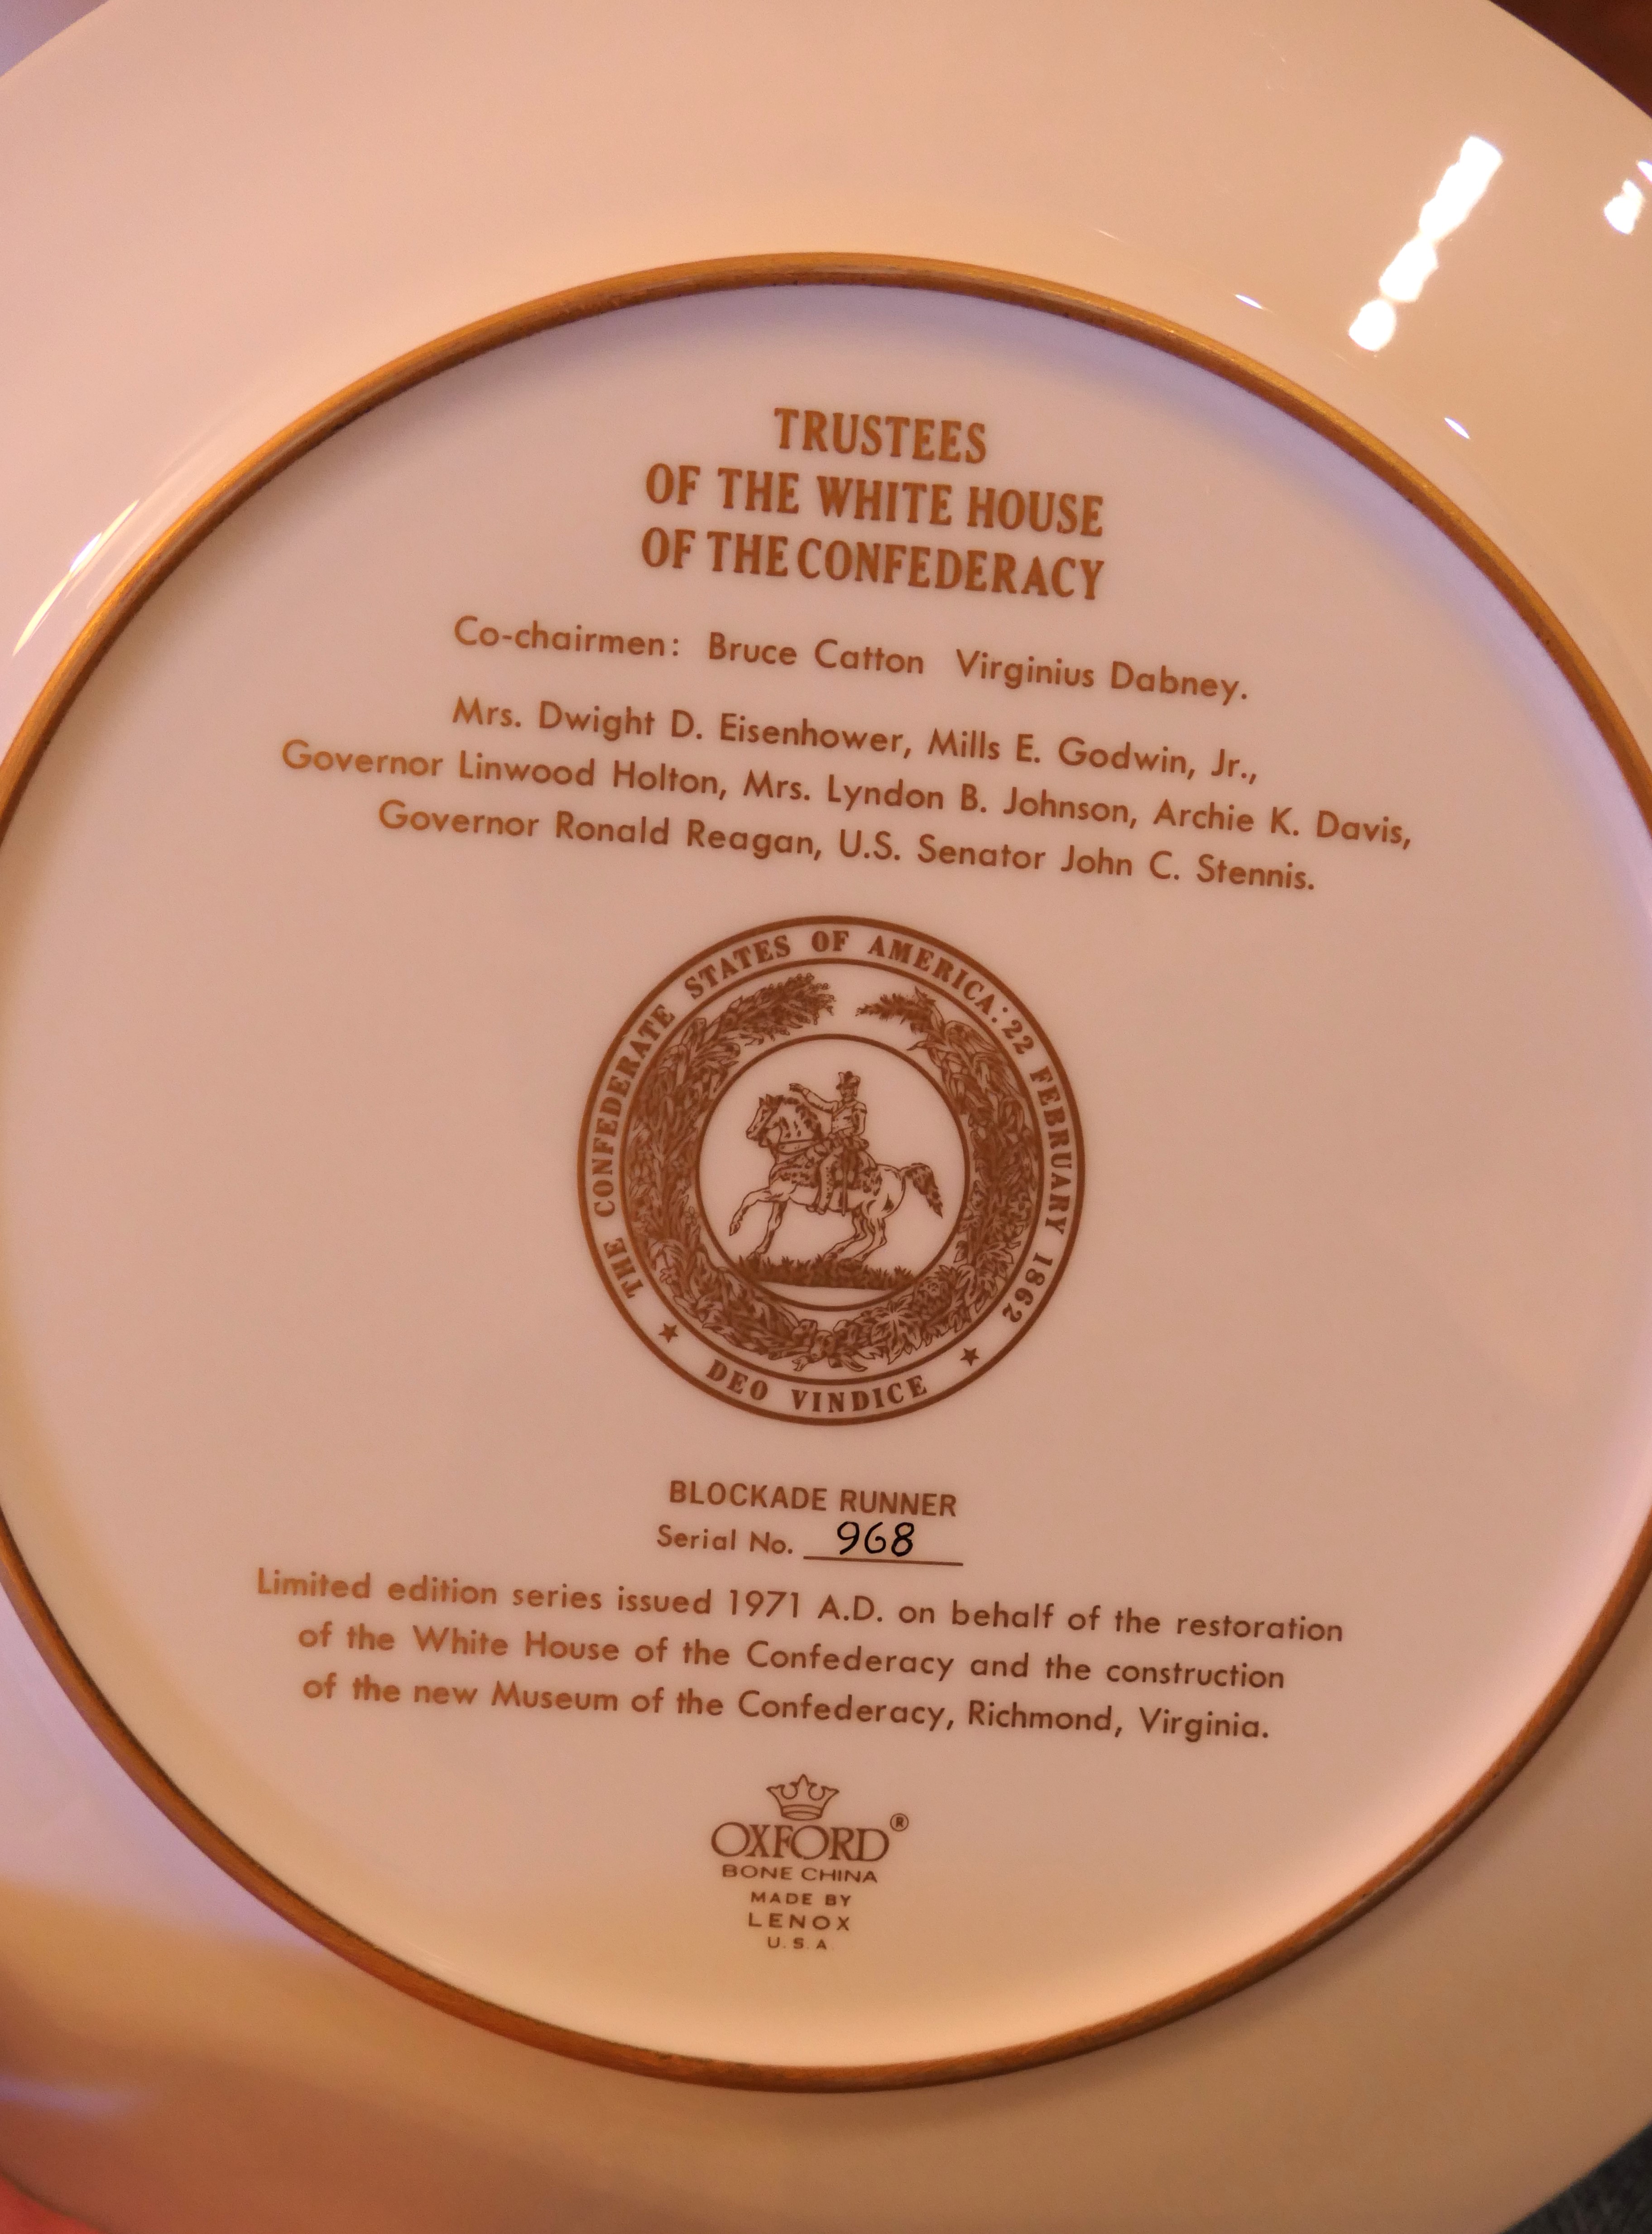 TRUSTEES
OF THE WHITE HOUSE
OF THE CONFEDERACY
Co-chairmen: Bruce Catton Virginius Dabney.
Mrs. Dwight D. Eisenhower, Mills E. Godwin, Jr.,
Governor Linwood Holton, Mrs. Lyndon B. Johnson, Archie K. Davis,
Governor Ronald Reagan, U.S. Senator John C. Stennis.
THE CONFEDERATE STATES OF AMERICA: 22 FEBRUARY 1862
DEO VINDICE
BLOCKADE RUNNER
Serial No. 968
Limited edition series issued 1971 A.D. on behalf of the restoration
of the White House of the Confederacy and the construction
of the new Museum of the Confederacy, Richmond, Virginia.
OXFORD®
BONE CHINA
MADE BY
LENOX
U.S.A.